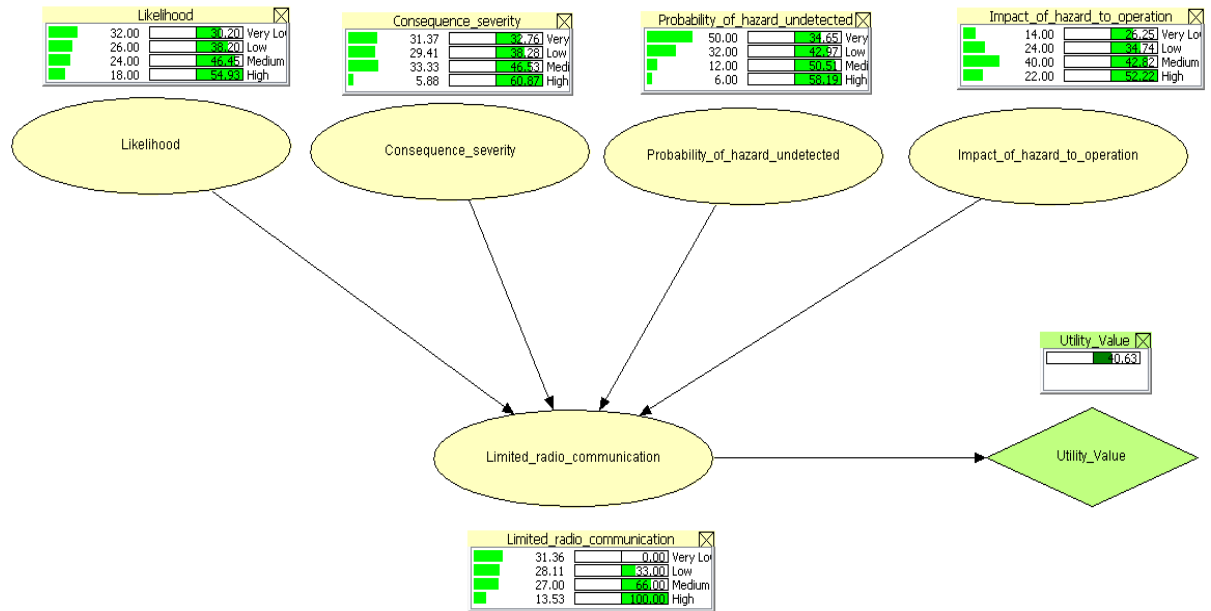 Likelihood
32.00 30.20 Very Lo
26.00 38.20 Low
24.00 46.45 Medium
18.00 54.93 High
Consequence_severity
31.37 32.76 Very
29.41 38.28 Low
33.33 46.53 Medi
5.88 60.87 High
Probability_of_hazard_undetected
50.00 34.65 Very
32.00 42.97 Low
12.00 50.51 Medi
6.00 58.19 High
Impact_of_hazard_to_operation
14.00 26.25 Very Lo
24.00 34.74 Low
40.00 42.82 Medium
22.00 52.22 High
Likelihood
Consequence_severity
Probability_of_hazard_undetected
Impact_of_hazard_to_operation
Utility_Value
40.63
Limited_radio_communication
Utility_Value
Limited_radio_communication
31.36 0.00 Very Lo
28.11 33.00 Low
27.00 66.00 Medium
13.53 100.00 High